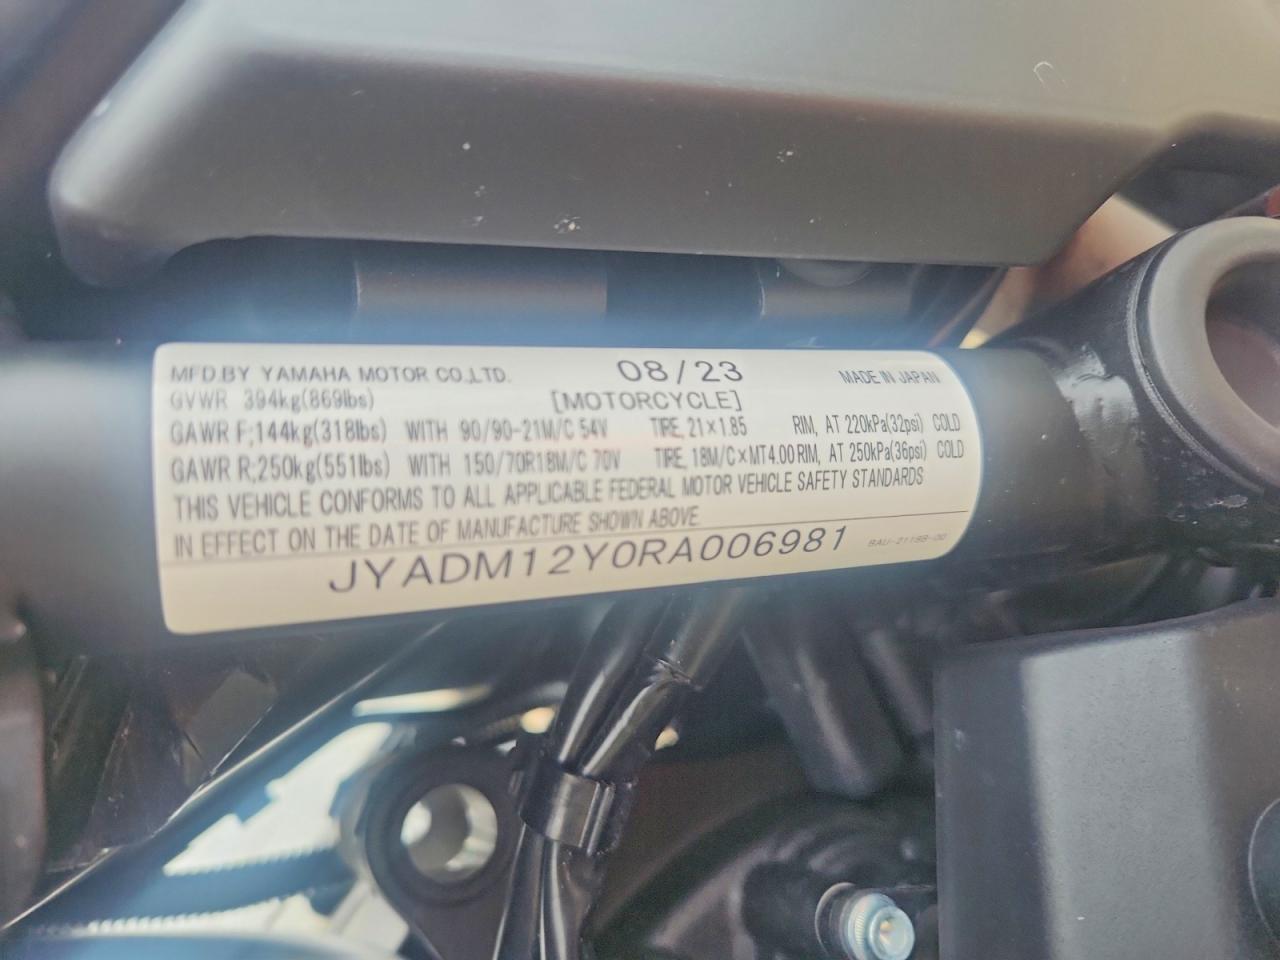 MFD.BY YAMAHA MOTOR CO.,LTD. 08/23 MADE IN JAPAN
GVWR 394kg(869lbs) [MOTORCYCLE]
GAWR F;144kg(318lbs) WITH 90/90-21M/C 54V TIRE, 21×1.85 RIM, AT 220kPa(32psi) COLD
GAWR R;250kg(551lbs) WITH 150/70R18M/C 70V TIRE, 18M/C×MT4.00 RIM, AT 250kPa(36psi) COLD
THIS VEHICLE CONFORMS TO ALL APPLICABLE FEDERAL MOTOR VEHICLE SAFETY STANDARDS
IN EFFECT ON THE DATE OF MANUFACTURE SHOWN ABOVE.
JYADM12Y0RA006981